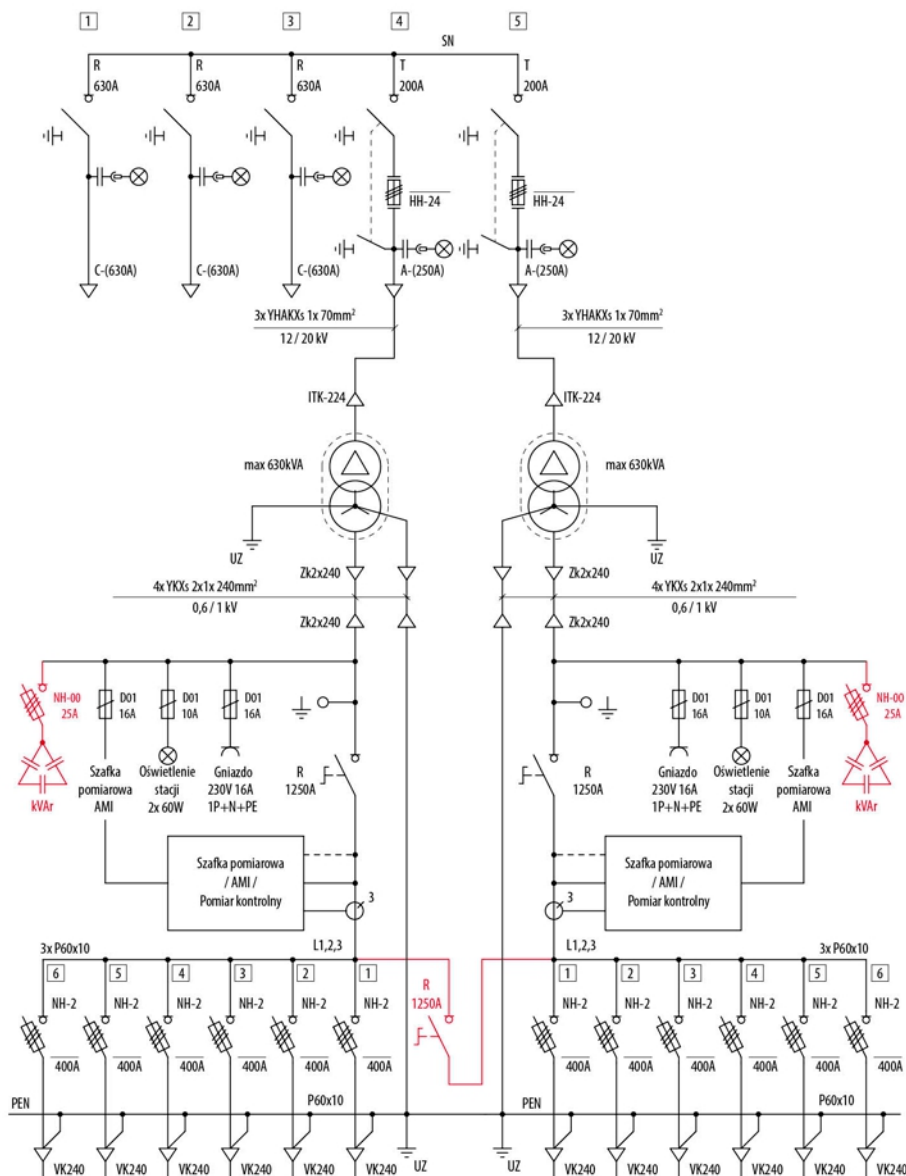 1 2 3 4 5
SN
R R R T T
630A 630A 630A 200A 200A
HH-24 HH-24
C-(630A) C-(630A) C-(630A) A-(250A) A-(250A)
3x YHAKXs 1x 70mm² 3x YHAKXs 1x 70mm²
12 / 20 kV 12 / 20 kV
ITK-224 ITK-224
max 630kVA max 630kVA
UZ UZ
Zk2x240 Zk2x240
4x YKXs 2x1x 240mm² 4x YKXs 2x1x 240mm²
0,6 / 1 kV 0,6 / 1 kV
Zk2x240 Zk2x240
NH-00 D01 D01 D01 D01 D01 D01 NH-00
25A 16A 10A 16A 16A 10A 16A 25A
Szafka Oświetlenie Gniazdo R R Gniazdo Oświetlenie Szafka
pomiarowa stacji 230V 16A 1250A 1250A 230V 16A stacji pomiarowa
kVAr AMI 2x 60W 1P+N+PE 1P+N+PE 2x 60W AMI kVAr
Szafka pomiarowa Szafka pomiarowa
/ AMI / / AMI /
Pomiar kontrolny 3 3 Pomiar kontrolny
3x P60x10 L1,2,3 L1,2,3 3x P60x10
6 5 4 3 2 1 1 2 3 4 5 6
R
1250A
NH-2 NH-2 NH-2 NH-2 NH-2 NH-2 NH-2 NH-2 NH-2 NH-2 NH-2 NH-2
400A 400A 400A 400A 400A 400A 400A 400A 400A 400A 400A 400A
PEN P60x10 PEN P60x10
UZ UZ
VK240 VK240 VK240 VK240 VK240 VK240 VK240 VK240 VK240 VK240 VK240 VK240